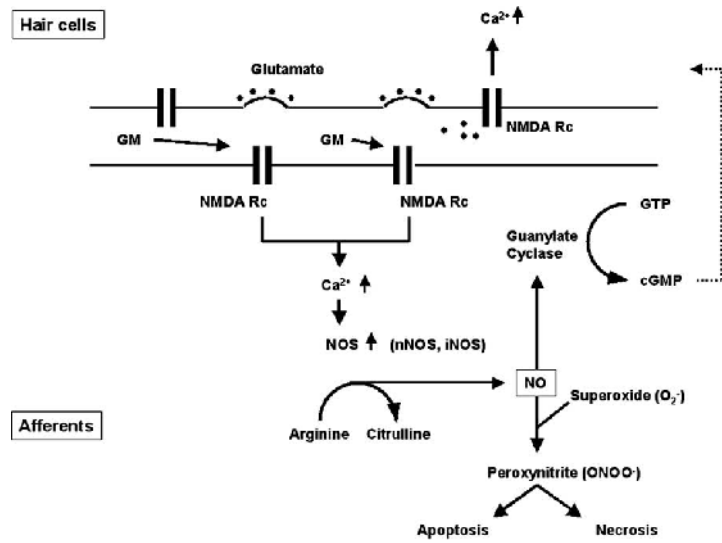 Hair cells
Ca²⁺
Glutamate
NMDA Rc
GM
GM
NMDA Rc
NMDA Rc
GTP
Guanylate
Cyclase
cGMP
Ca²⁺
NOS (nNOS, iNOS)
NO
Superoxide (O₂⁻)
Afferents
Arginine Citrulline
Peroxynitrite (ONOO⁻)
Apoptosis Necrosis